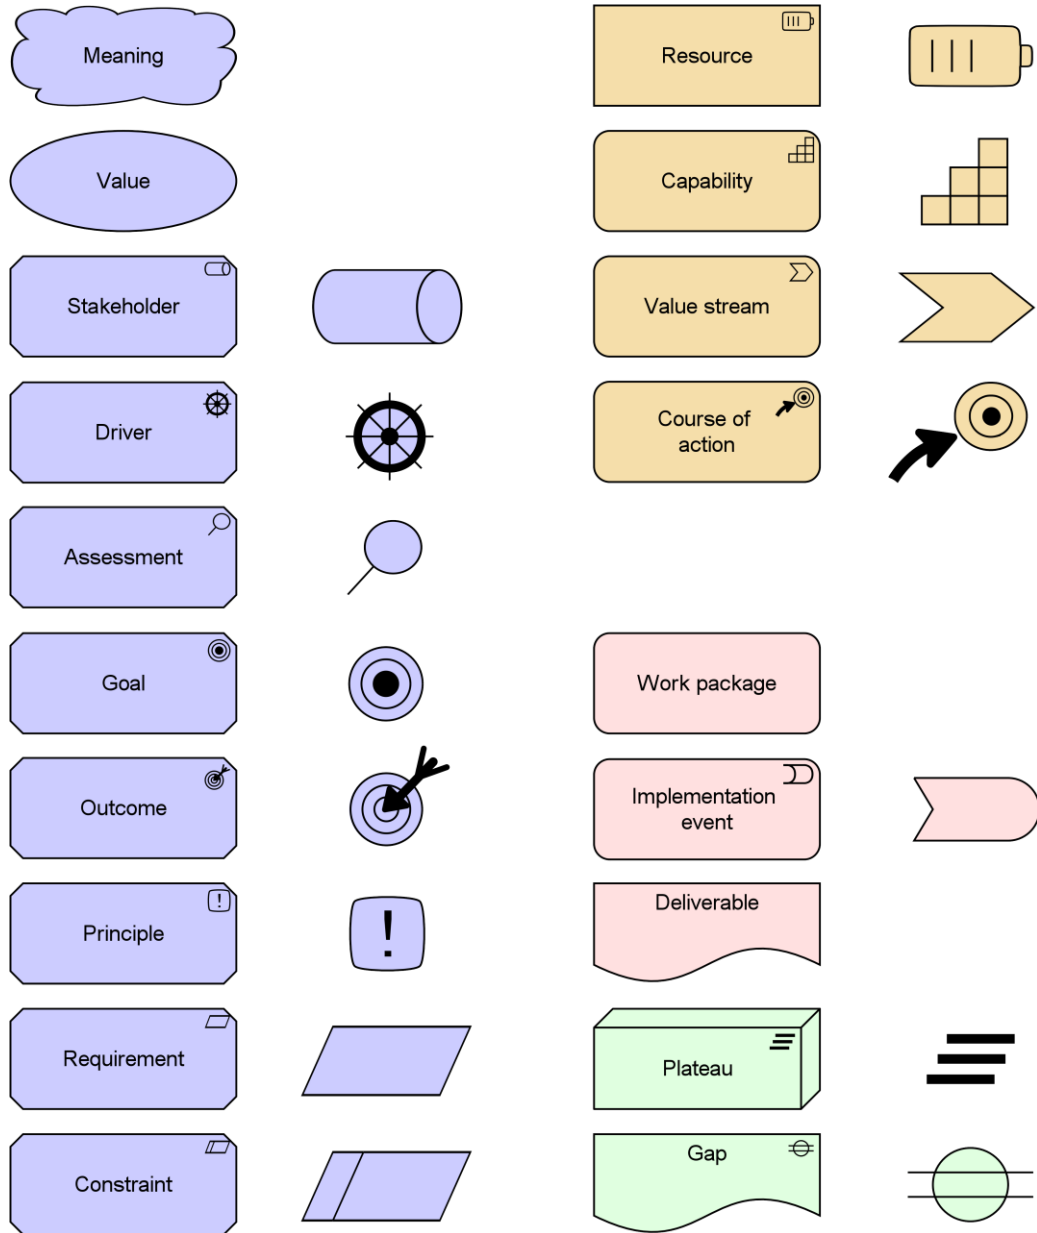 Meaning
Resource
Value
Capability
Stakeholder
Value stream
Driver
Course of
action
Assessment
Goal
Work package
Outcome
Implementation
event
Principle
!
!
Deliverable
Requirement
Plateau
Constraint
Gap